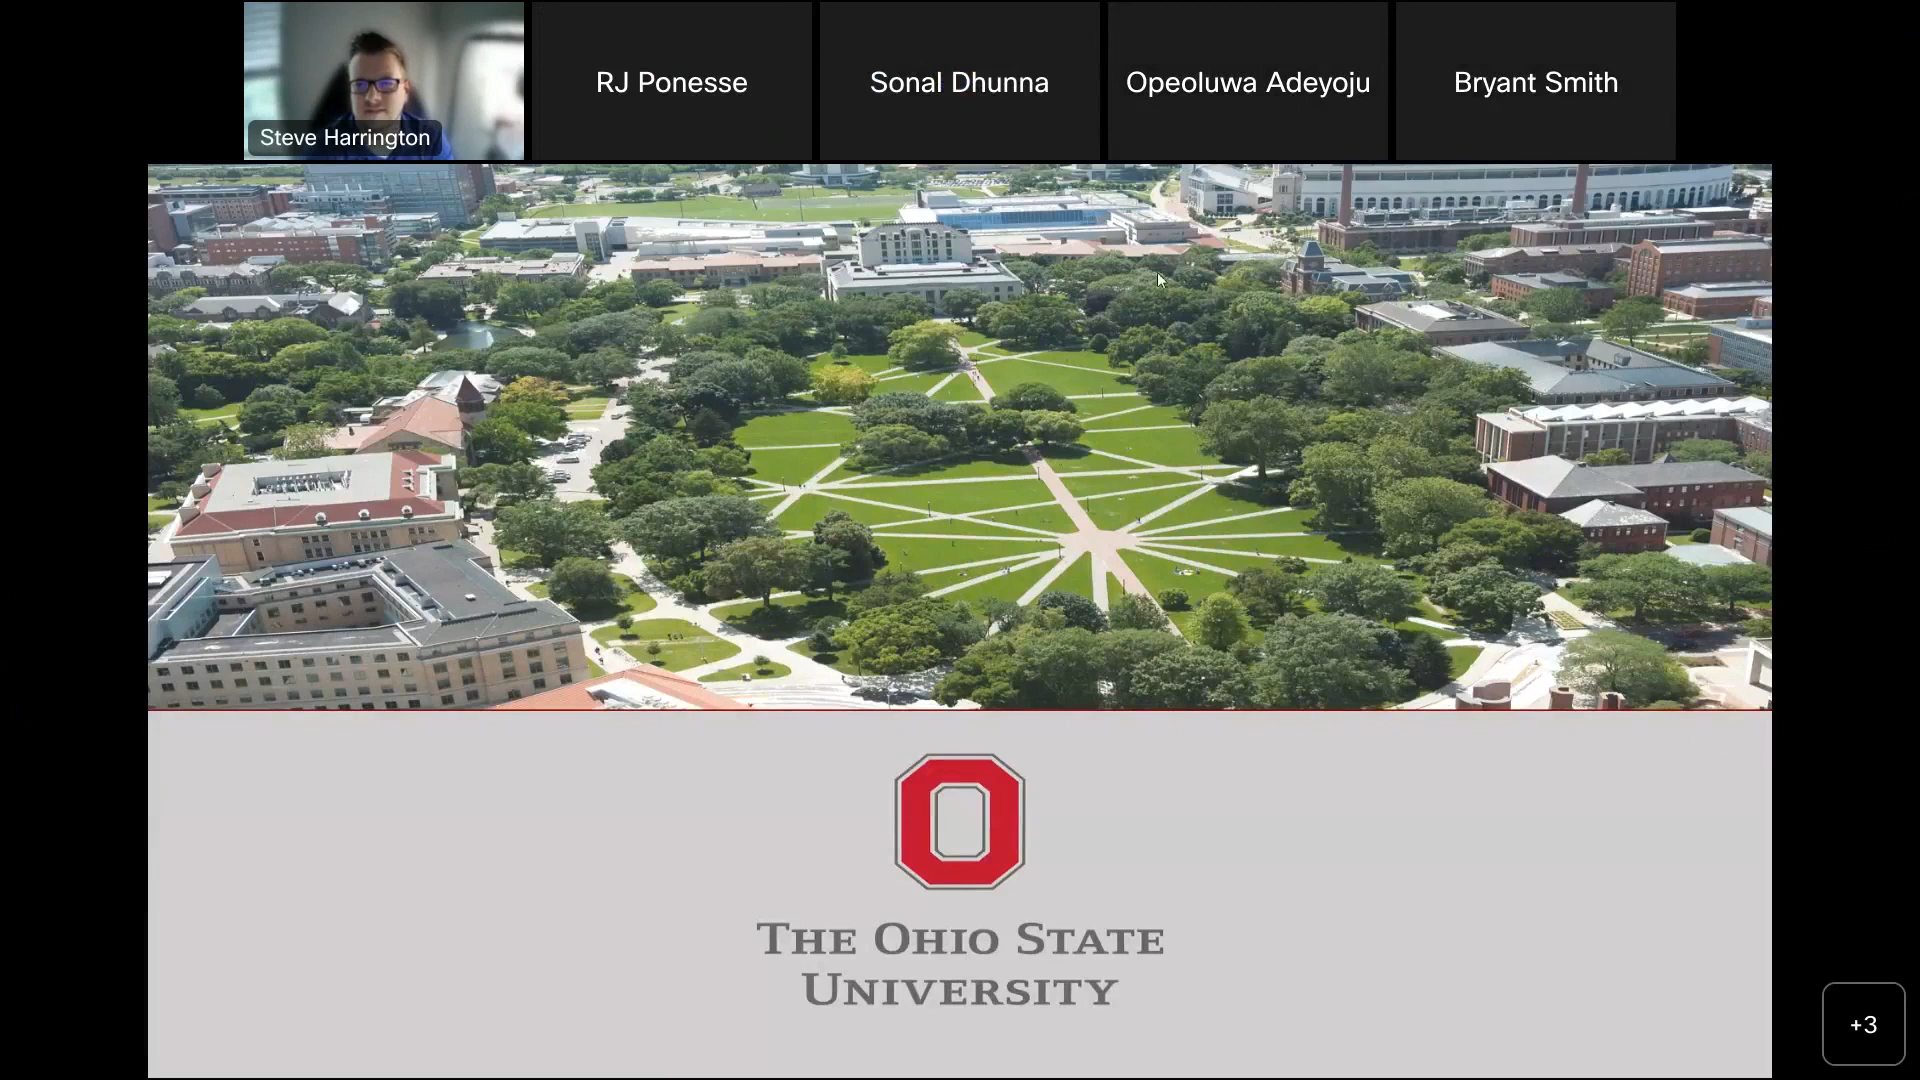 Steve Harrington
RJ Ponesse
Sonal Dhunna
Opeoluwa Adeyoju
Bryant Smith
THE OHIO STATE
UNIVERSITY
+3